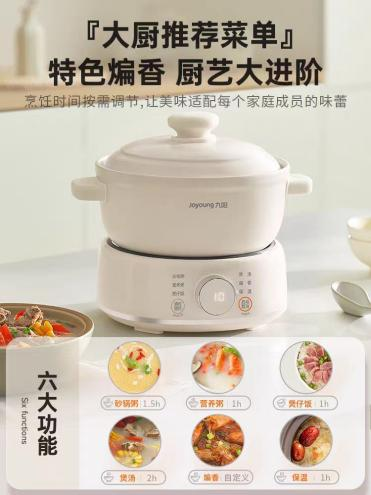 『大厨推荐菜单』
特色煸香 厨艺大进阶
烹饪时间按需调节,让美味适配每个家庭成员的味蕾
Joyoung九阳
六大功能
Six functions
砂锅粥 | 1.5h
营养粥 | 1h
煲仔饭 | 1h
煲汤 | 2h
煸香 | 自定义
保温 | 1h